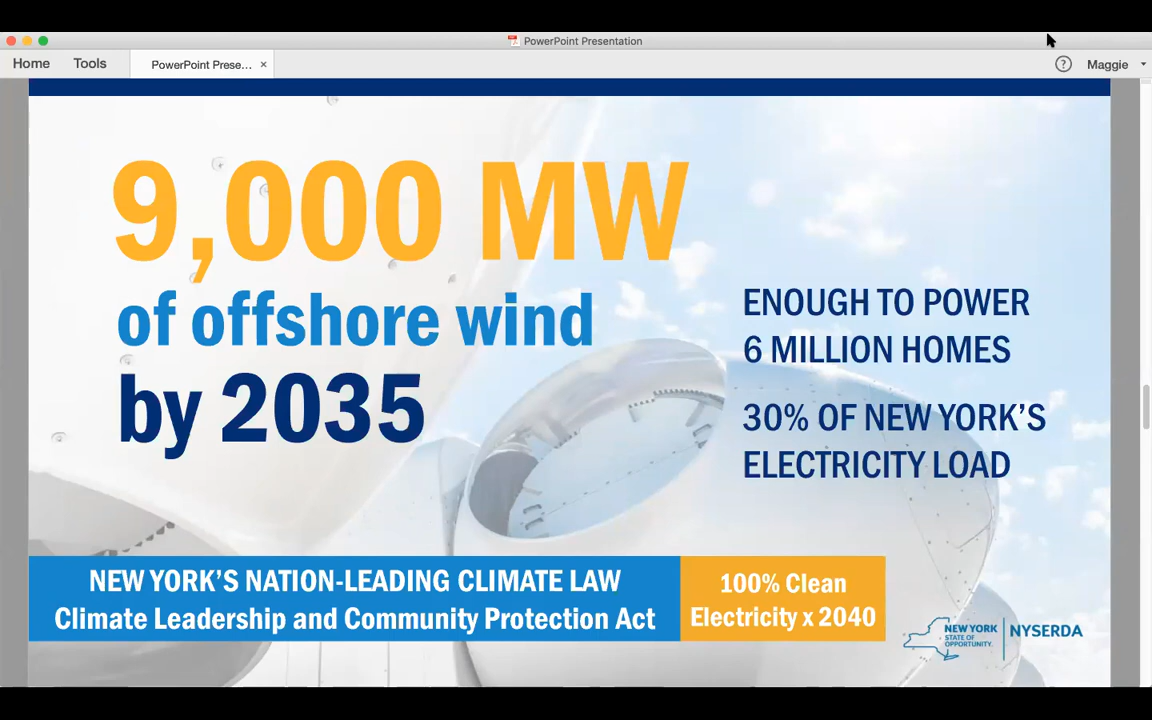 PowerPoint Presentation
Home Tools PowerPoint Prese... × ? Maggie
9,000 MW
of offshore wind
by 2035
ENOUGH TO POWER
6 MILLION HOMES
30% OF NEW YORK'S
ELECTRICITY LOAD
NEW YORK'S NATION-LEADING CLIMATE LAW
Climate Leadership and Community Protection Act
100% Clean
Electricity x 2040
NEW YORK
STATE OF
OPPORTUNITY.
NYSERDA